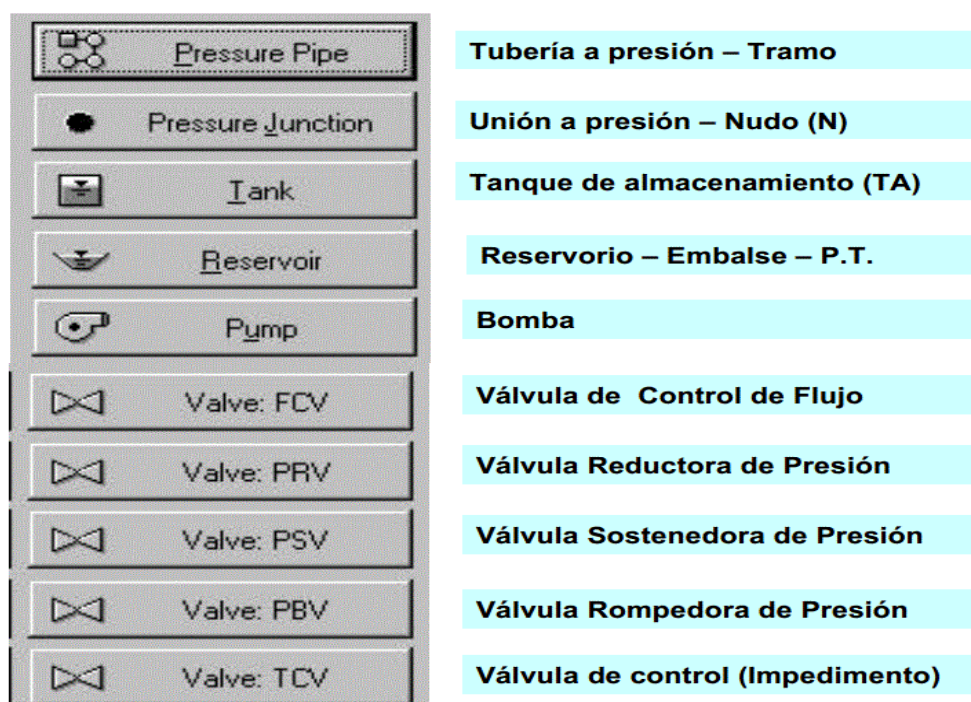 Pressure Pipe Tubería a presión – Tramo
Pressure Junction Unión a presión – Nudo (N)
Tank Tanque de almacenamiento (TA)
Reservoir Reservorio – Embalse – P.T.
Pump Bomba
Valve: FCV Válvula de Control de Flujo
Valve: PRV Válvula Reductora de Presión
Valve: PSV Válvula Sostenedora de Presión
Valve: PBV Válvula Rompedora de Presión
Valve: TCV Válvula de control (Impedimento)